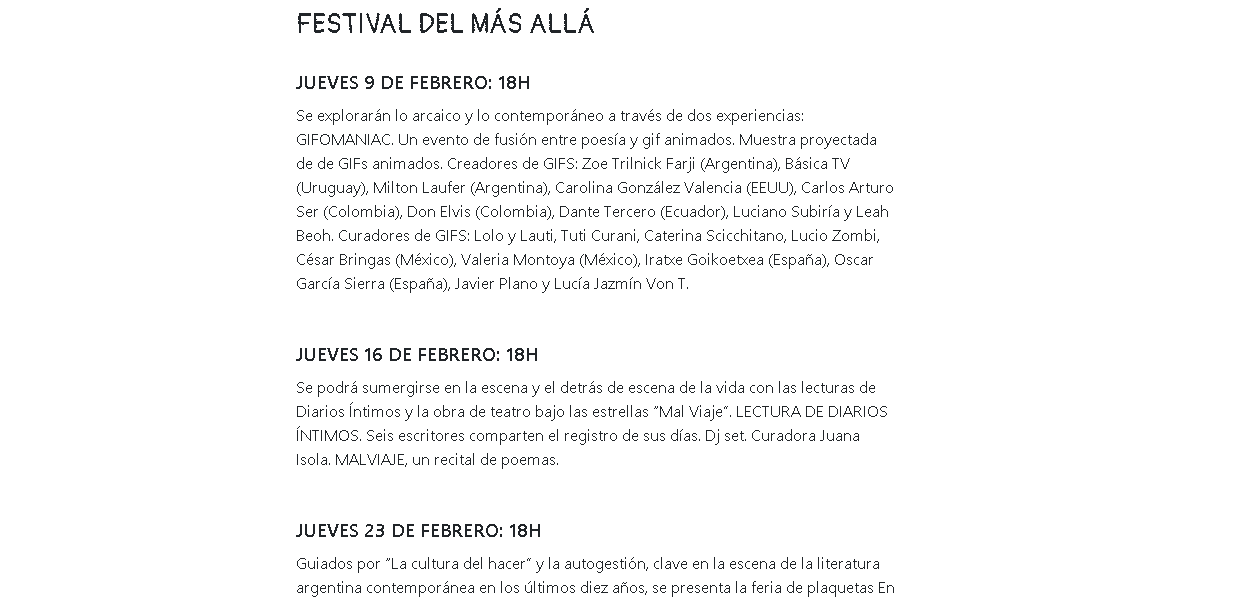 FESTIVAL DEL MÁS ALLÁ
JUEVES 9 DE FEBRERO: 18H
Se explorarán lo arcaico y lo contemporáneo a través de dos experiencias:
GIFOMANIAC. Un evento de fusión entre poesía y gif animados. Muestra proyectada
de de GIFs animados. Creadores de GIFS: Zoe Trilnick Farji (Argentina), Básica TV
(Uruguay), Milton Laufer (Argentina), Carolina González Valencia (EEUU), Carlos Arturo
Ser (Colombia), Don Elvis (Colombia), Dante Tercero (Ecuador), Luciano Subiría y Leah
Beoh. Curadores de GIFS: Lolo y Lauti, Tuti Curani, Caterina Scicchitano, Lucio Zombi,
César Bringas (México), Valeria Montoya (México), Iratxe Goikoetxea (España), Oscar
García Sierra (España), Javier Plano y Lucía Jazmín Von T.
JUEVES 16 DE FEBRERO: 18H
Se podrá sumergirse en la escena y el detrás de escena de la vida con las lecturas de
Diarios Íntimos y la obra de teatro bajo las estrellas “Mal Viaje”. LECTURA DE DIARIOS
ÍNTIMOS. Seis escritores comparten el registro de sus días. Dj set. Curadora Juana
Isola. MALVIAJE, un recital de poemas.
JUEVES 23 DE FEBRERO: 18H
Guiados por “La cultura del hacer” y la autogestión, clave en la escena de la literatura
argentina contemporánea en los últimos diez años, se presenta la feria de plaquetas En